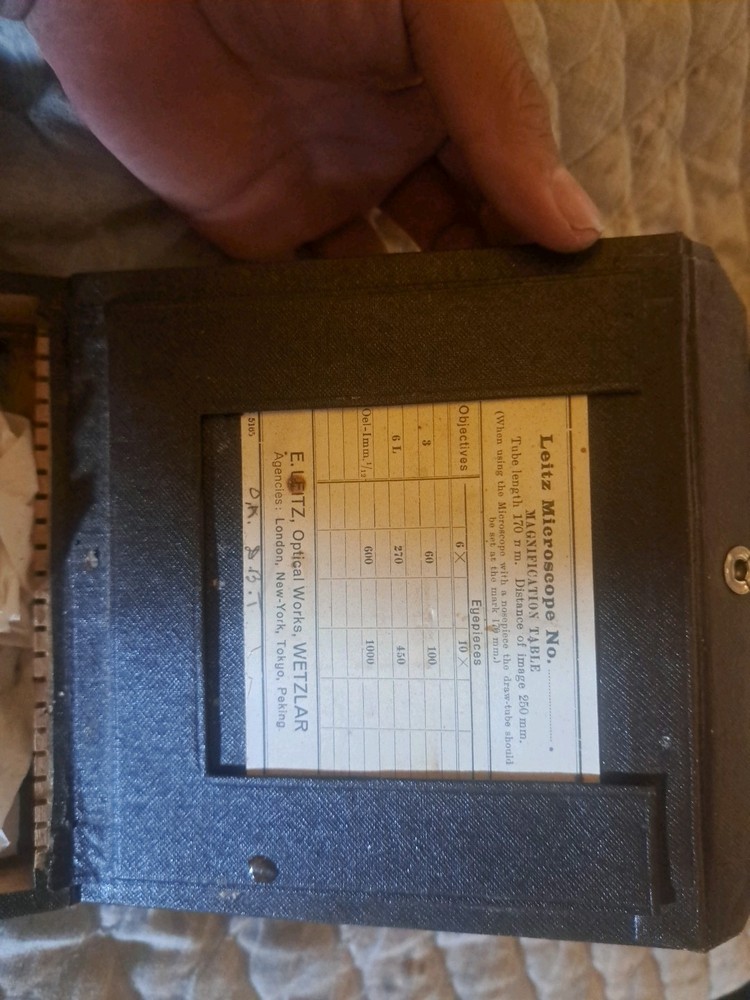 Leitz Microscope No.
MAGNIFICATION TABLE
Tube length 170 mm. Distance of image 250 mm.
(When using the Microscope with a nosepiece the draw-tube should
be set at the mark mm.)
Objectives Eyepieces
6 × 10 ×
3 60 100
6 L 270 450
Oel-Imm. 1/12 600 1000
E. LEITZ, Optical Works, WETZLAR
Agencies: London, New-York, Tokyo, Peking
5165